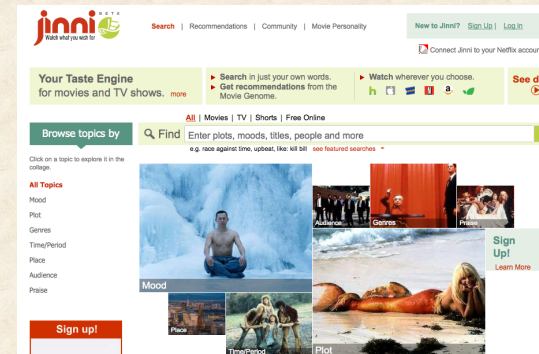 BETA
jinni
Watch what you wish for
Search | Recommendations | Community | Movie Personality
New to Jinni? Sign Up | Log In
Connect Jinni to your Netflix accoun
Your Taste Engine
for movies and TV shows. more
Search in just your own words.
Get recommendations from the
Movie Genome.
Watch wherever you choose.
h a
See d
All | Movies | TV | Shorts | Free Online
Browse topics by
Find Enter plots, moods, titles, people and more
e.g. race against time, upbeat, like: kill bill see featured searches
Click on a topic to explore it in the
collage.
All Topics
Mood
Plot
Genres
Time/Period
Place
Audience
Praise
Sign up!
Mood
Audience
Genres
Praise
Place
Time/Period
Plot
Sign
Up!
Learn More